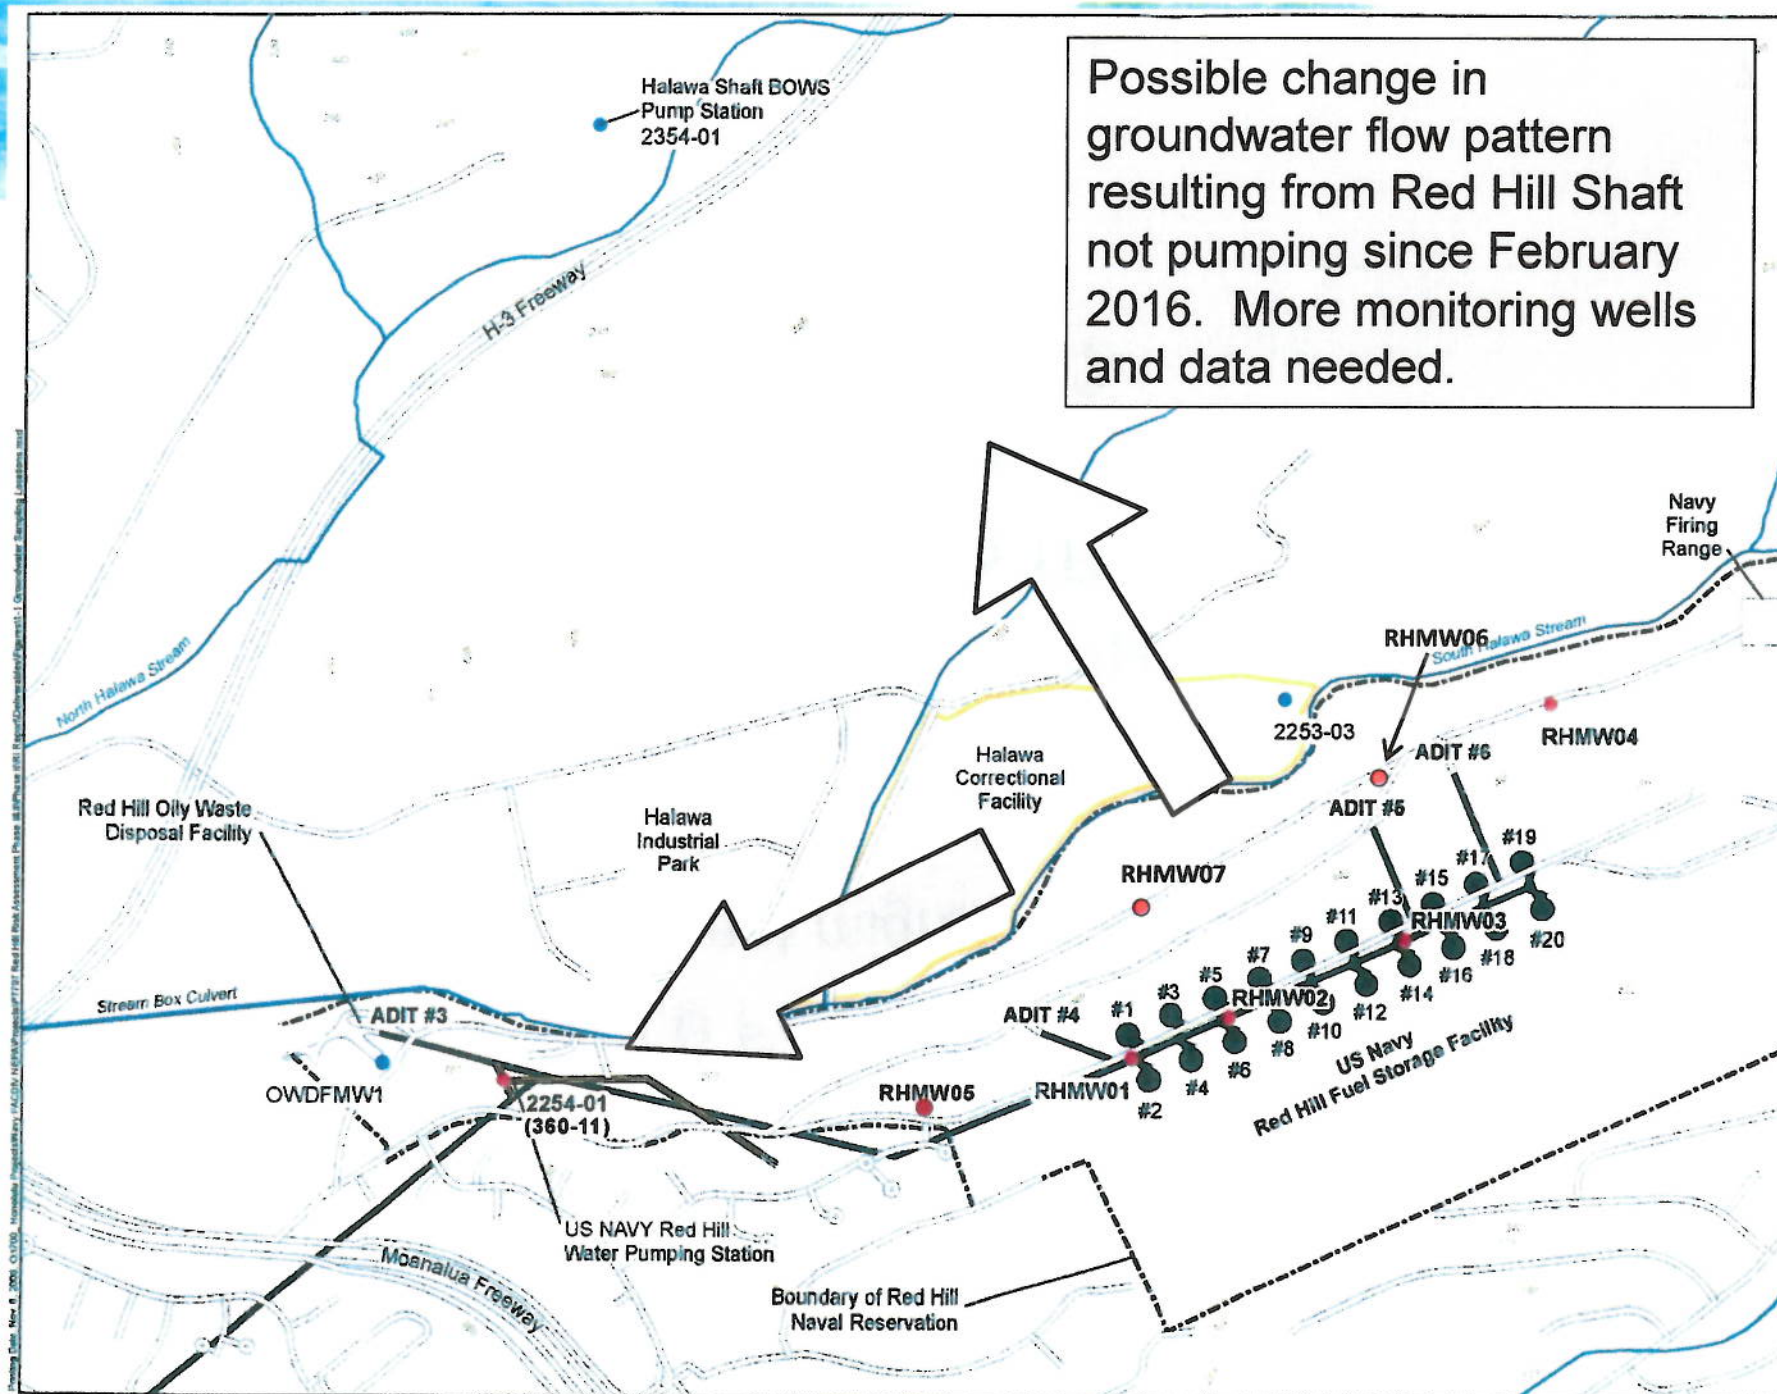 Halawa Shaft BOWS
Pump Station
2354-01
Possible change in
groundwater flow pattern
resulting from Red Hill Shaft
not pumping since February
2016.  More monitoring wells
and data needed.
H-3 Freeway
Navy
Firing
Range
RHMW06
South Halawa Stream
North Halawa Stream
2253-03
RHMW04
ADIT #6
Halawa
Correctional
Facility
Red Hill Oily Waste
Disposal Facility
Halawa
Industrial
Park
ADIT #5
RHMW07
#19
#17
#15
#13
RHMW03
#11
#9
#7
#5
#3
#1
#20
#18
#16
#14
#12
#10
#8
#6
#4
#2
RHMW02
Stream Box Culvert
ADIT #3
ADIT #4
US Navy
Red Hill Fuel Storage Facility
OWDFMW1
2254-01
(360-11)
RHMW05
RHMW01
US NAVY Red Hill
Water Pumping Station
Moanalua Freeway
Boundary of Red Hill
Naval Reservation